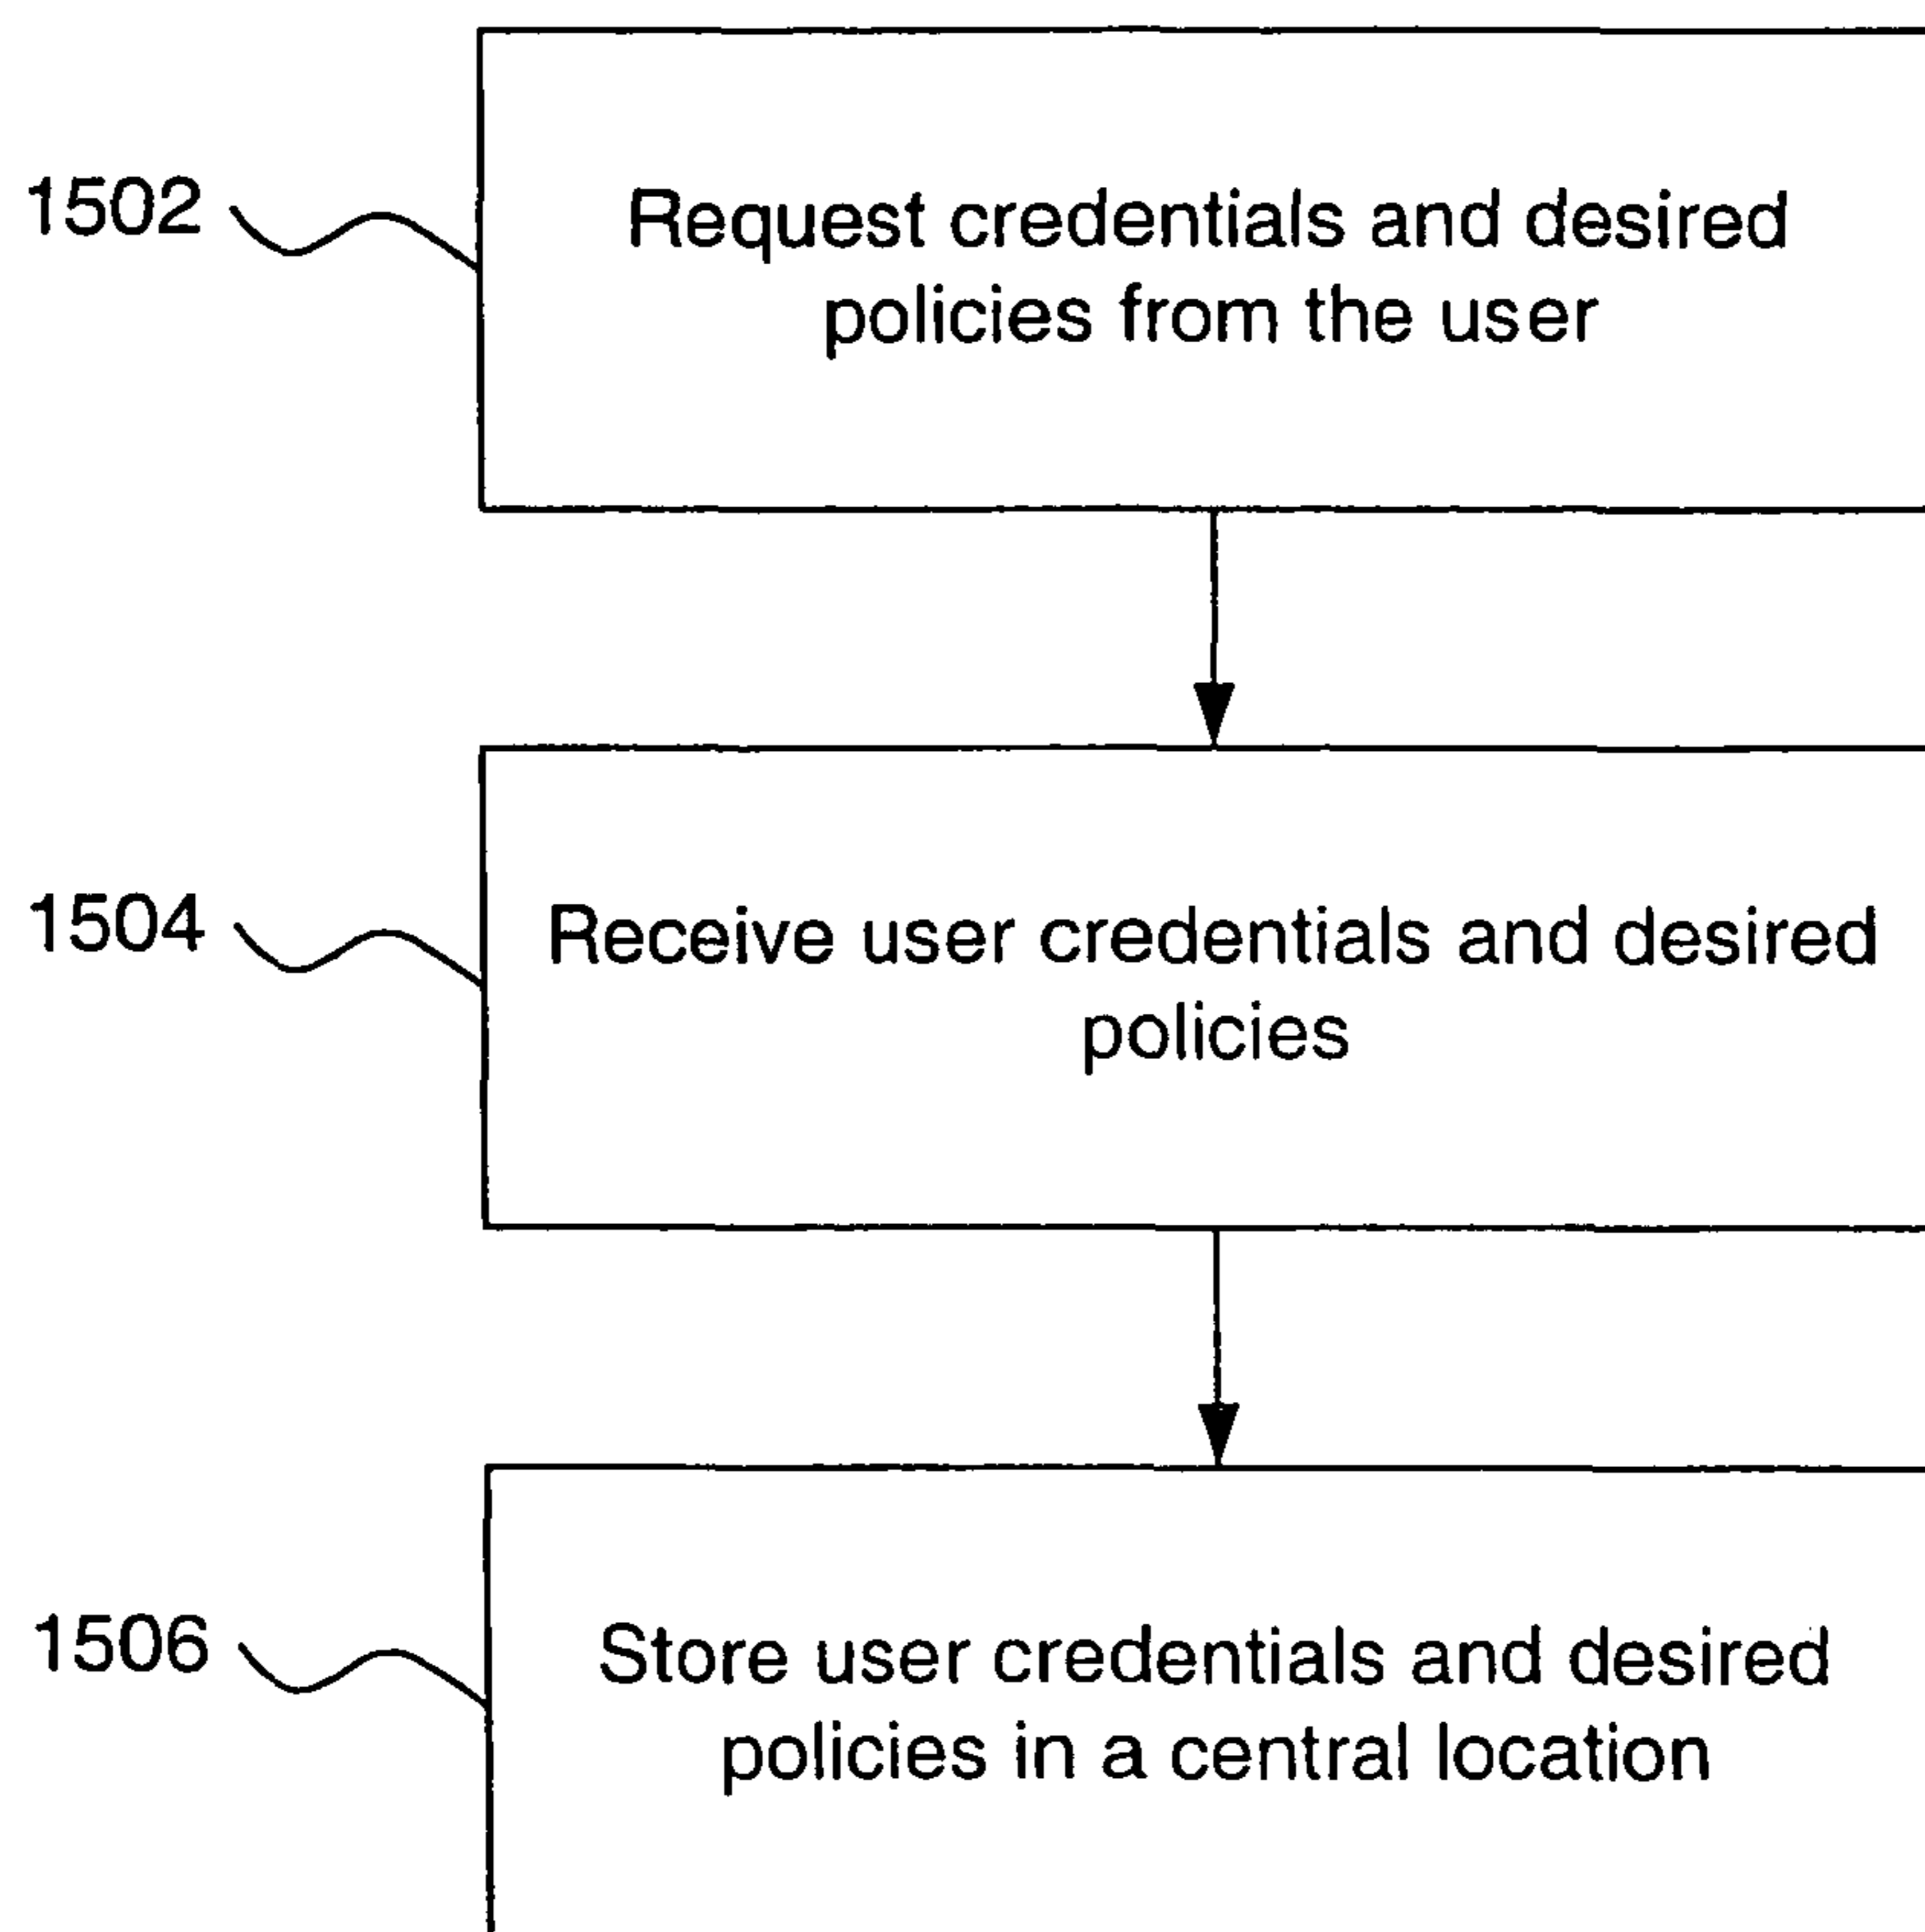 1502
Request credentials and desired
policies from the user
1504
Receive user credentials and desired
policies
1506
Store user credentials and desired
policies in a central location